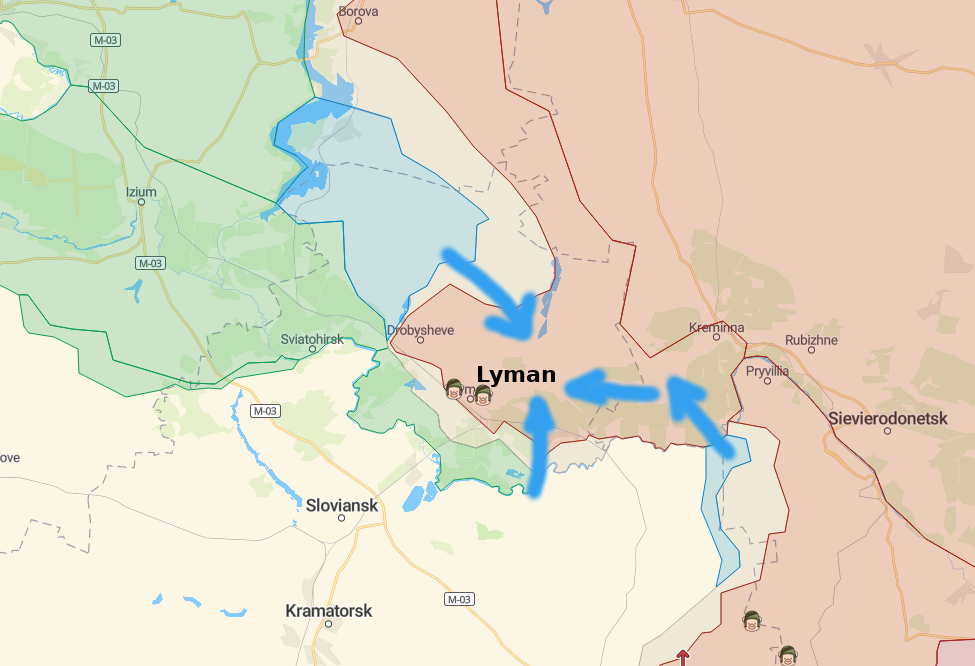 Borova
M-03
M-03
Izium
M-03
Kreminna
Drobysheve
Sviatohirsk
Rubizhne
Pryvillia
Lyman
M-03
Sievierodonetsk
ove
Sloviansk
M-03
Kramatorsk